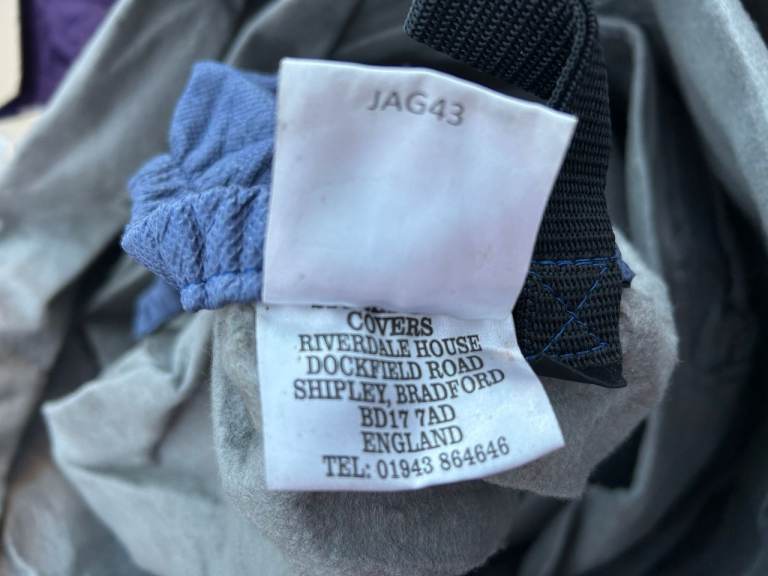 JAG43
COVERS
RIVERDALE HOUSE
DOCKFIELD ROAD
SHIPLEY, BRADFORD
BD17 7AD
ENGLAND
TEL: 01943 864646